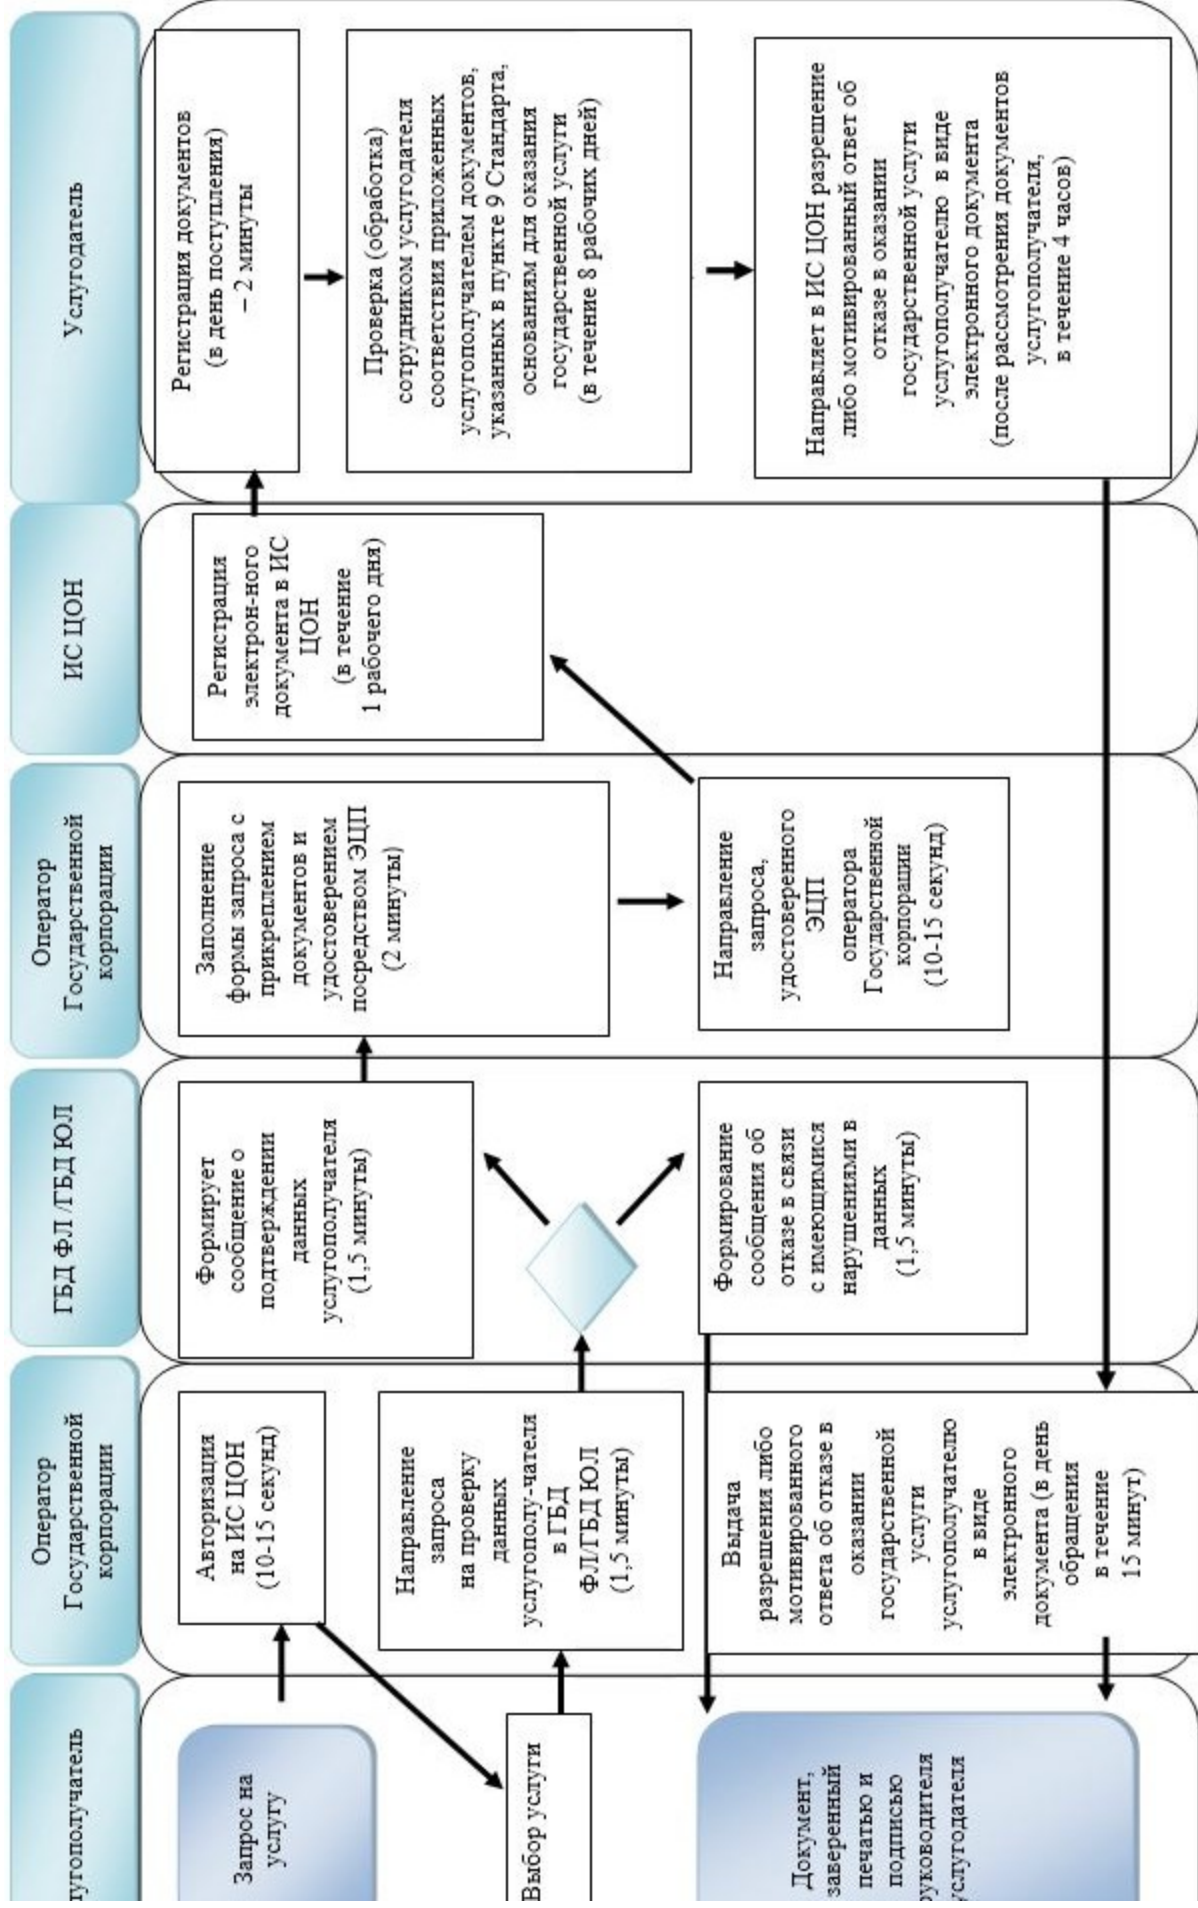 Оператор
Государственной
корпорации
ГБД ФЛ /ГБД ЮЛ
Оператор
Государственной
корпорации
ИС ЦОН
Услугодатель
Запрос на
услугу
Выбор услуги
Документ,
заверенный
печатью и
подписью
Авторизация
на ИС ЦОН
(10-15 секунд)
Направление
запроса
на проверку
данных
услугополу-чателя
в ГБД
ФЛ/ГБД ЮЛ
(1,5 минуты)
Выдача
разрешения либо
мотивированного
ответа об отказе в
оказании
государственной
услуги
услугополучателю
в виде
электронного
документа (в день
обращения
в течение
15 минут)
Формирует
сообщение о
подтверждении
данных
услугополучателя
(1,5 минуты)
Формирование
сообщения об
отказе в связи
с имеющимися
нарушениями в
данных
(1,5 минуты)
Заполнение
формы запроса с
прикреплением
документов и
удостоверением
посредством ЭЦП
(2 минуты)
Направление
запроса,
удостоверенного
ЭЦП
оператора
Государственной
корпорации
(10-15 секунд)
Регистрация
электрон-ного
документа в ИС
ЦОН
(в течение
1 рабочего дня)
Регистрация документов
(в день поступления)
– 2 минуты
Проверка (обработка)
сотрудником услугодателя
соответствия приложенных
услугополучателем документов,
указанных в пункте 9 Стандарта,
основаниям для оказания
государственной услуги
(в течение 8 рабочих дней)
Направляет в ИС ЦОН разрешение
либо мотивированный ответ об
отказе в оказании
государственной услуги
услугополучателю в виде
электронного документа
(после рассмотрения документов
услугополучателя,
в течение 4 часов)